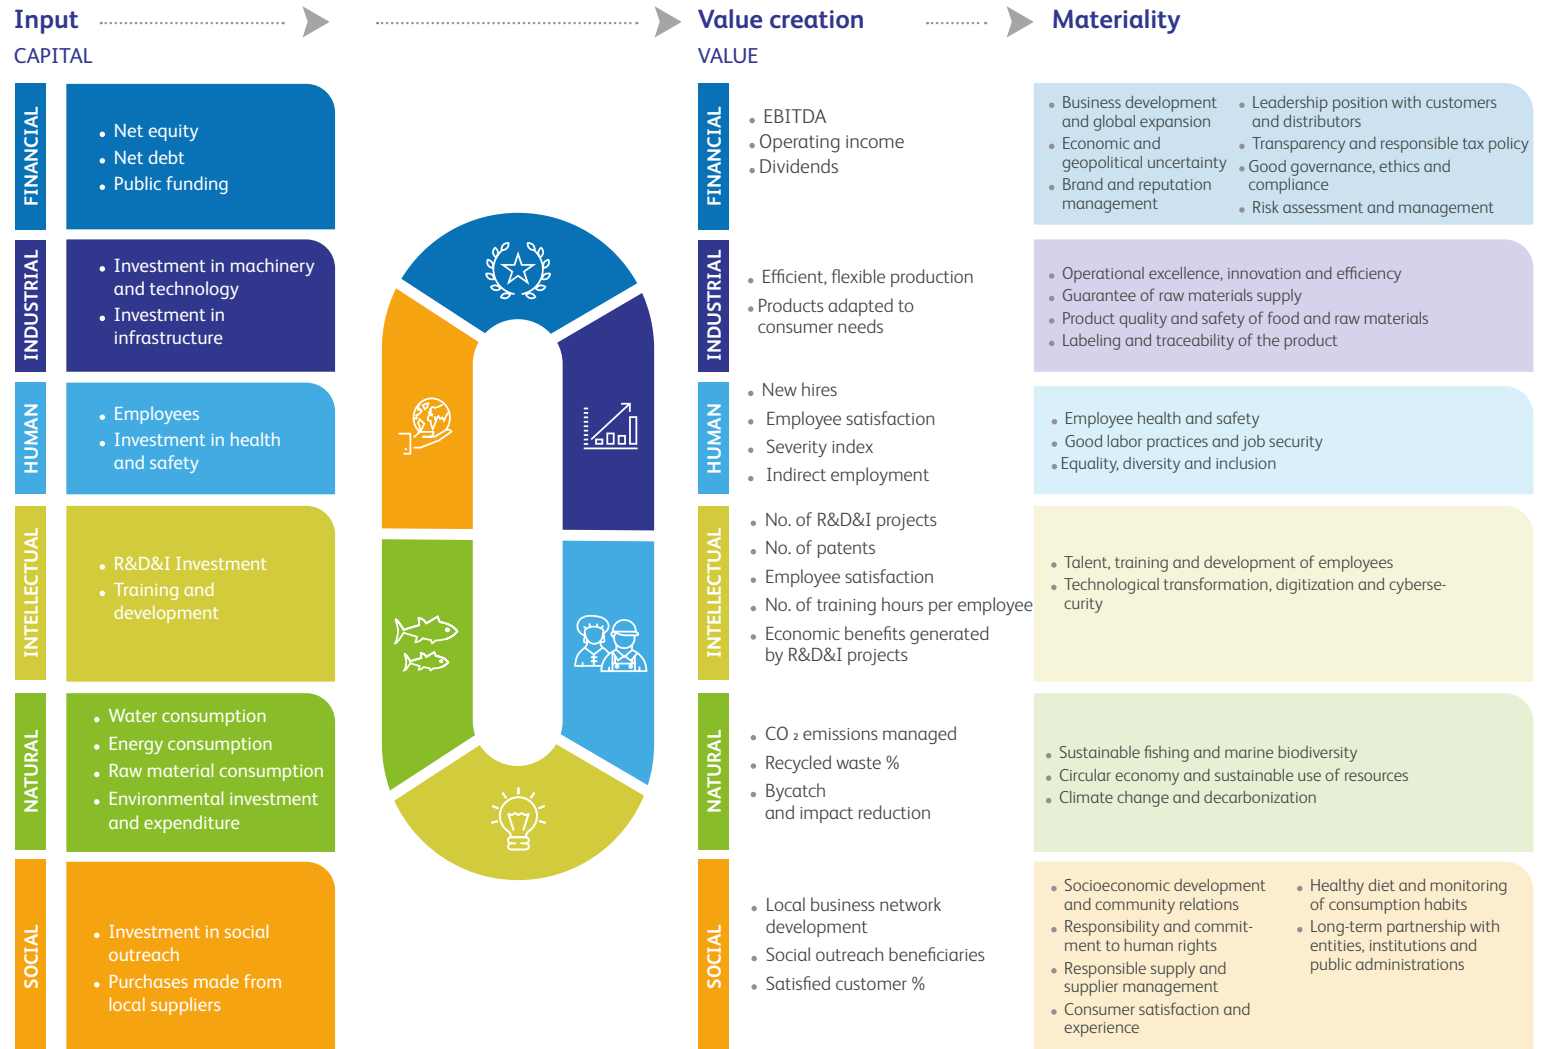 Input
Value creation
Materiality
CAPITAL
VALUE
FINANCIAL
Net equity
Net debt
Public funding
FINANCIAL
EBITDA
Operating income
Dividends
Business development
and global expansion
Economic and
geopolitical uncertainty
Brand and reputation
management
Leadership position with customers
and distributors
Transparency and responsible tax policy
Good governance, ethics and
compliance
Risk assessment and management
INDUSTRIAL
Investment in machinery
and technology
Investment in
infrastructure
INDUSTRIAL
Efficient, flexible production
Products adapted to
consumer needs
Operational excellence, innovation and efficiency
Guarantee of raw materials supply
Product quality and safety of food and raw materials
Labeling and traceability of the product
HUMAN
Employees
Investment in health
and safety
HUMAN
New hires
Employee satisfaction
Severity index
Indirect employment
Employee health and safety
Good labor practices and job security
Equality, diversity and inclusion
INTELLECTUAL
R&D&I Investment
Training and
development
INTELLECTUAL
No. of R&D&I projects
No. of patents
Employee satisfaction
No. of training hours per employee
Economic benefits generated
by R&D&I projects
Talent, training and development of employees
Technological transformation, digitization and cyberse-
curity
NATURAL
Water consumption
Energy consumption
Raw material consumption
Environmental investment
and expenditure
NATURAL
CO ₂ emissions managed
Recycled waste %
Bycatch
and impact reduction
Sustainable fishing and marine biodiversity
Circular economy and sustainable use of resources
Climate change and decarbonization
SOCIAL
Investment in social
outreach
Purchases made from
local suppliers
SOCIAL
Local business network
development
Social outreach beneficiaries
Satisfied customer %
Socioeconomic development
and community relations
Responsibility and commit-
ment to human rights
Responsible supply and
supplier management
Consumer satisfaction and
experience
Healthy diet and monitoring
of consumption habits
Long-term partnership with
entities, institutions and
public administrations